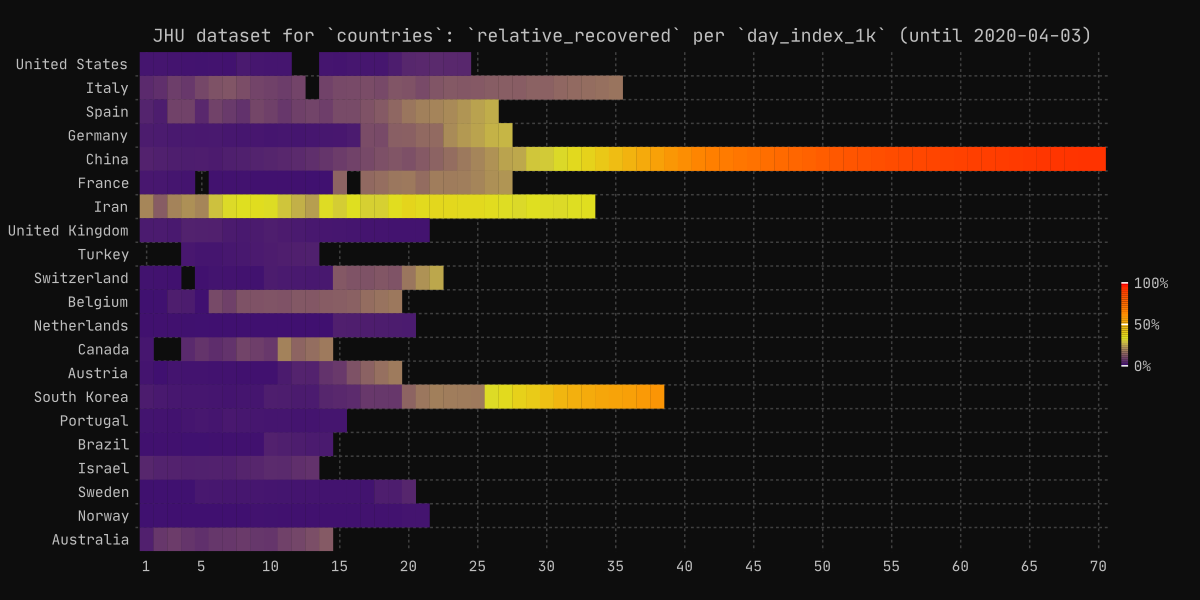 JHU dataset for `countries`: `relative_recovered` per `day_index_1k` (until 2020-04-03)
United States
Italy
Spain
Germany
China
France
Iran
United Kingdom
Turkey
Switzerland
Belgium
Netherlands
Canada
Austria
South Korea
Portugal
Brazil
Israel
Sweden
Norway
Australia
100%
50%
0%
1 5 10 15 20 25 30 35 40 45 50 55 60 65 70